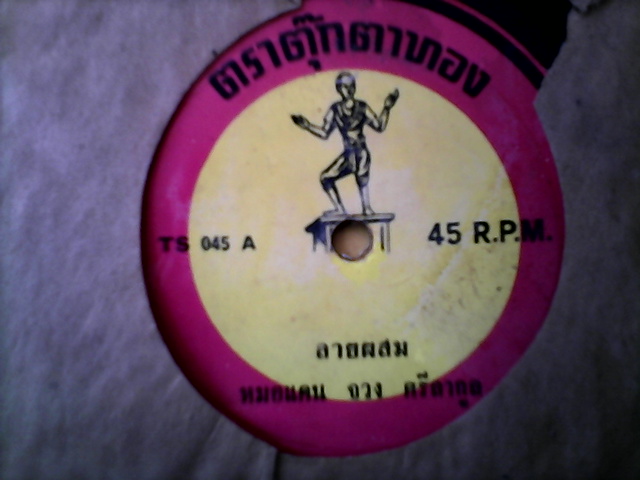 ตราตุ๊กตาทอง
TS 045 A
45 R.P.M.
ลายผสม
หมอแคน จวง